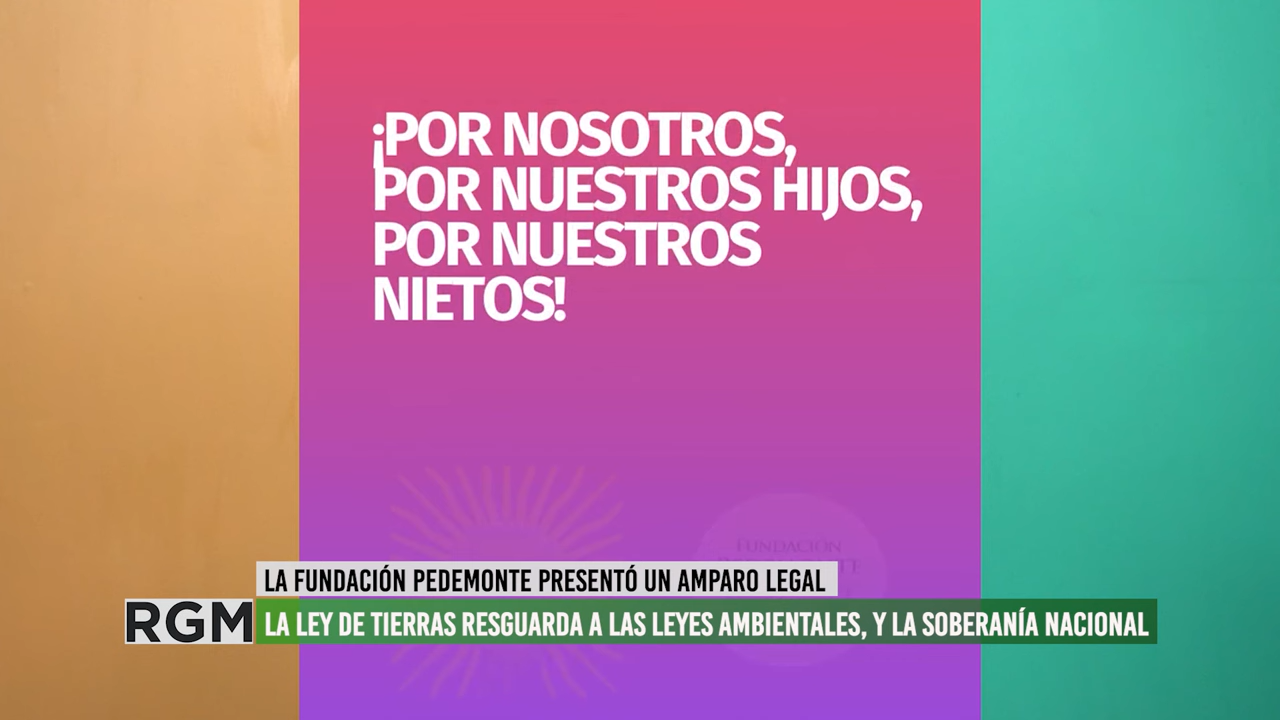 ¡POR NOSOTROS,
POR NUESTROS HIJOS,
POR NUESTROS
NIETOS!
FUNDACIÓN
LA FUNDACIÓN PEDEMONTE PRESENTÓ UN AMPARO LEGAL
RGM
LA LEY DE TIERRAS RESGUARDA A LAS LEYES AMBIENTALES, Y LA SOBERANÍA NACIONAL